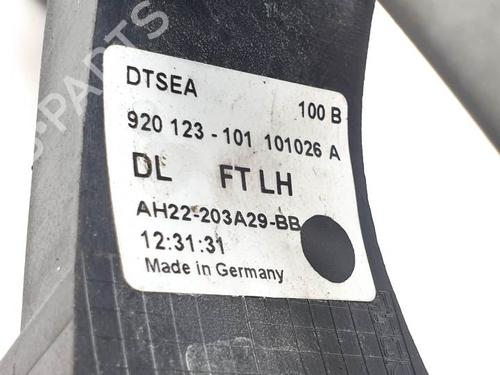 DTSEA 100 B
920 123-101 101026 A
DL FT LH
AH22-203A29-BB
12:31:31
Made in Germany